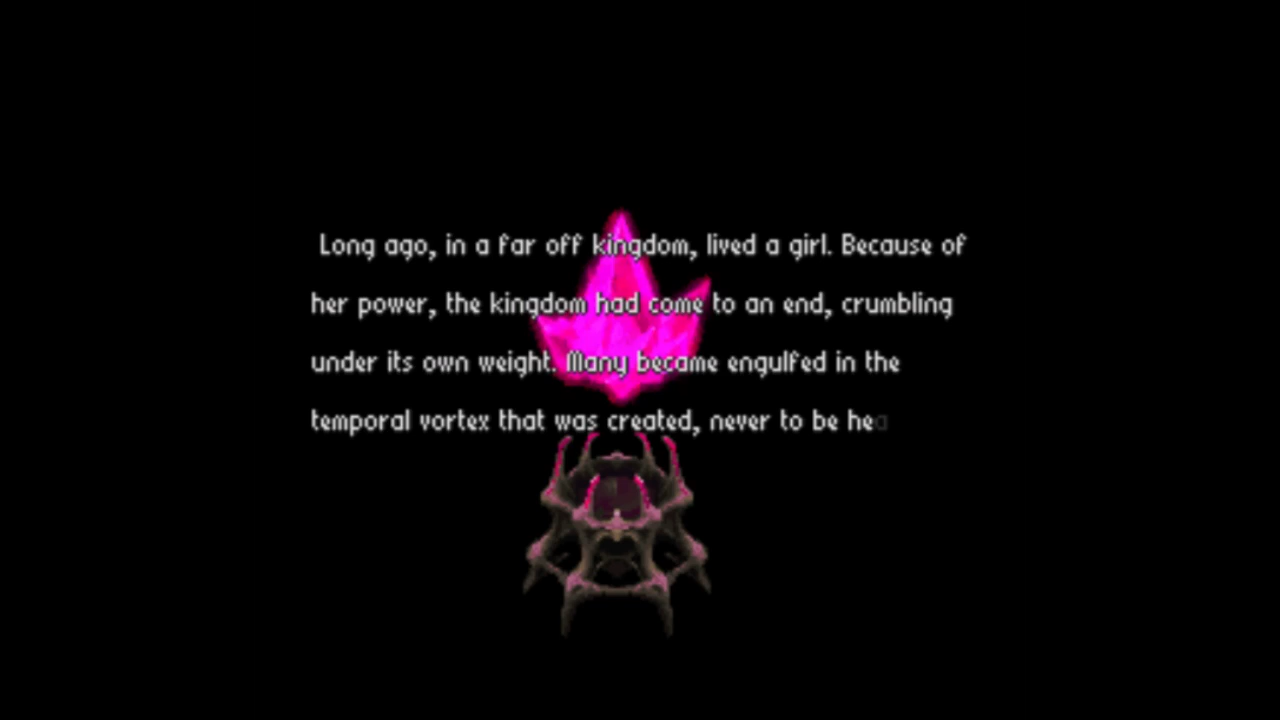 Long ago, in a far off kingdom, lived a girl. Because of
her power, the kingdom had come to an end, crumbling
under its own weight. Many became engulfed in the
temporal vortex that was created, never to be hea